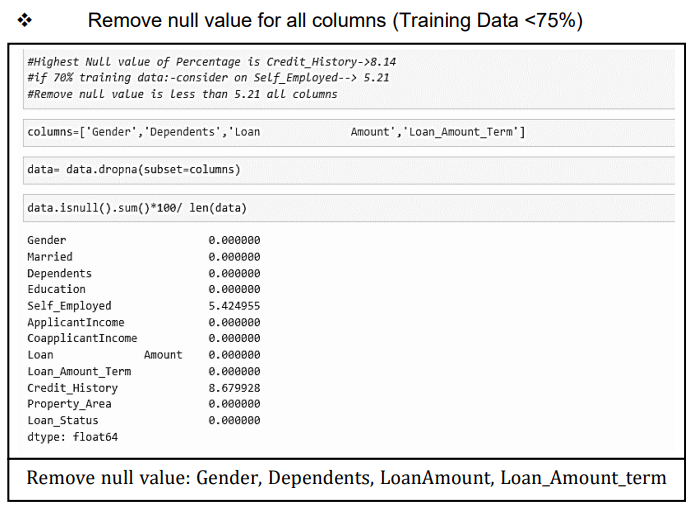 ❖ Remove null value for all columns (Training Data <75%)
#Highest Null value of Percentage is Credit_History->8.14
#if 70% training data:-consider on Self_Employed--> 5.21
#Remove null value is less than 5.21 all columns
columns=['Gender','Dependents','Loan              Amount','Loan_Amount_Term']
data= data.dropna(subset=columns)
data.isnull().sum()*100/ len(data)
Gender                      0.000000
Married                     0.000000
Dependents                  0.000000
Education                   0.000000
Self_Employed               5.424955
ApplicantIncome             0.000000
CoapplicantIncome           0.000000
Loan              Amount    0.000000
Loan_Amount_Term            0.000000
Credit_History              8.679928
Property_Area               0.000000
Loan_Status                 0.000000
dtype: float64
Remove null value: Gender, Dependents, LoanAmount, Loan_Amount_term